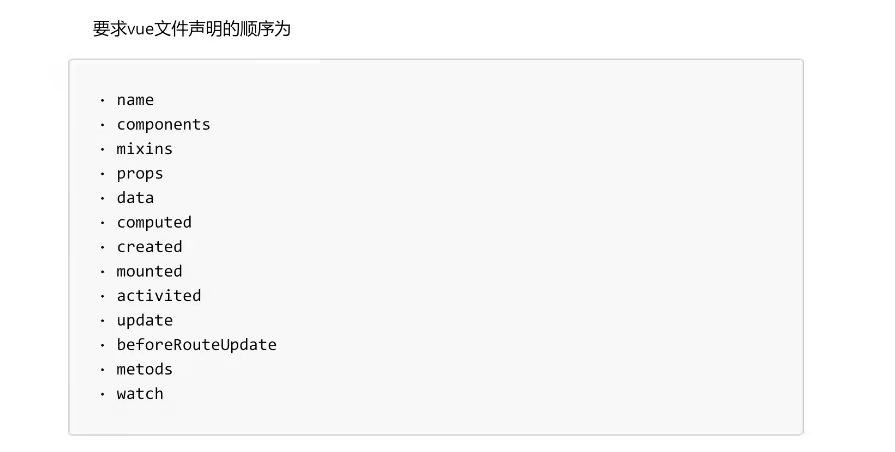 要求vue文件声明的顺序为
· name
· components
· mixins
· props
· data
· computed
· created
· mounted
· activited
· update
· beforeRouteUpdate
· metods
· watch